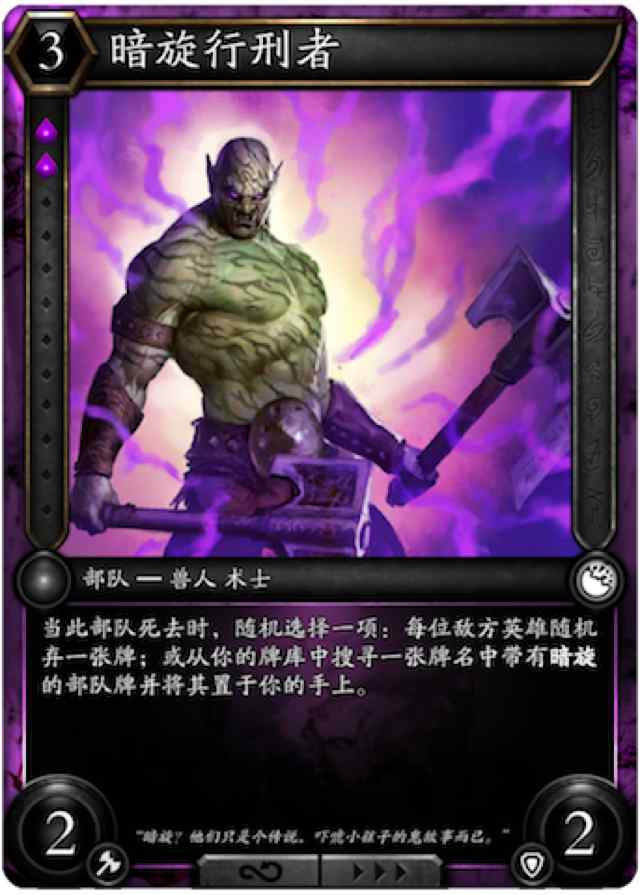 3
暗旋行刑者
部队 — 兽人 术士
当此部队死去时，随机选择一项：每位敌方英雄随机
弃一张牌；或从你的牌库中搜寻一张牌名中带有暗旋
的部队牌并将其置于你的手上。
2
"暗旋？他们只是个传说。吓唬小孩子的鬼故事而已。"
2